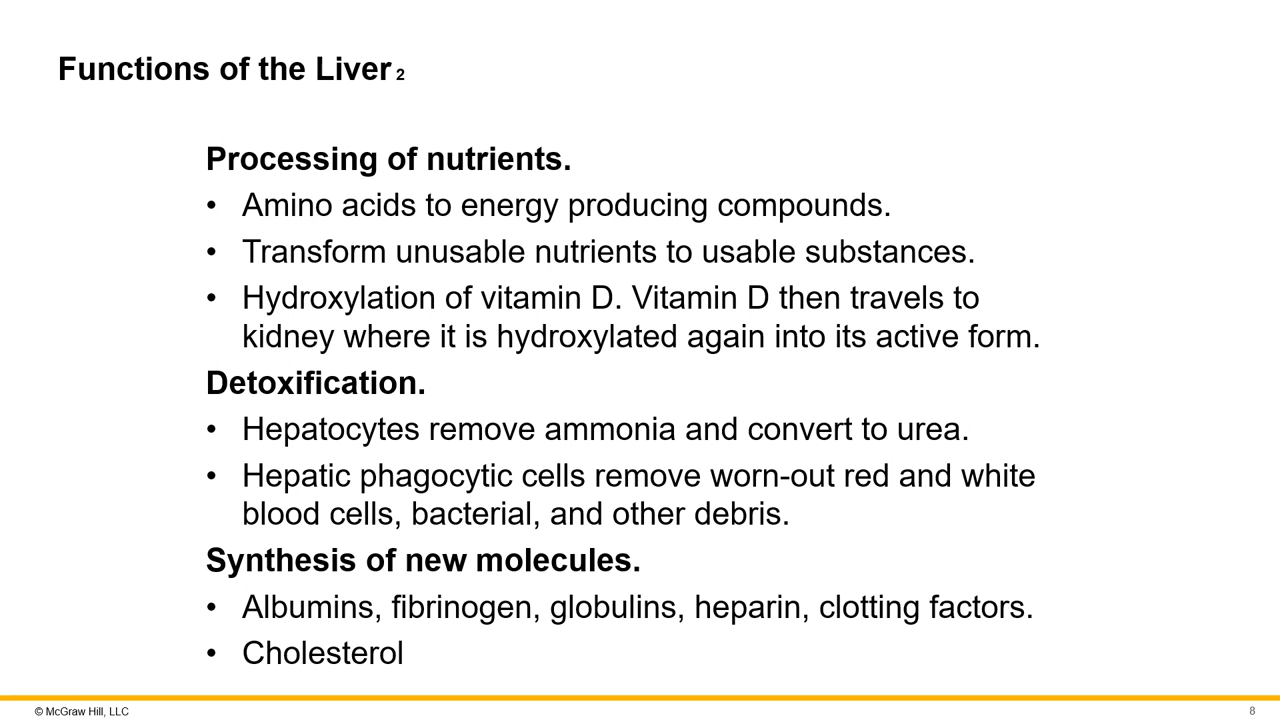 Functions of the Liver 2
Processing of nutrients.
• Amino acids to energy producing compounds.
• Transform unusable nutrients to usable substances.
• Hydroxylation of vitamin D. Vitamin D then travels to
kidney where it is hydroxylated again into its active form.
Detoxification.
• Hepatocytes remove ammonia and convert to urea.
• Hepatic phagocytic cells remove worn-out red and white
blood cells, bacterial, and other debris.
Synthesis of new molecules.
• Albumins, fibrinogen, globulins, heparin, clotting factors.
• Cholesterol
© McGraw Hill, LLC
8